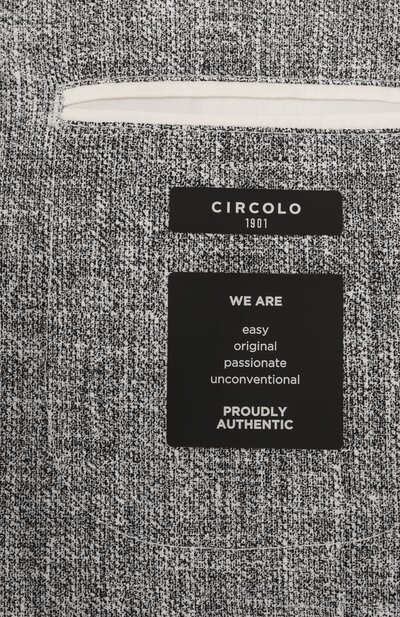 CIRCOLO
1901
WE ARE
easy
original
passionate
unconventional
PROUDLY
AUTHENTIC